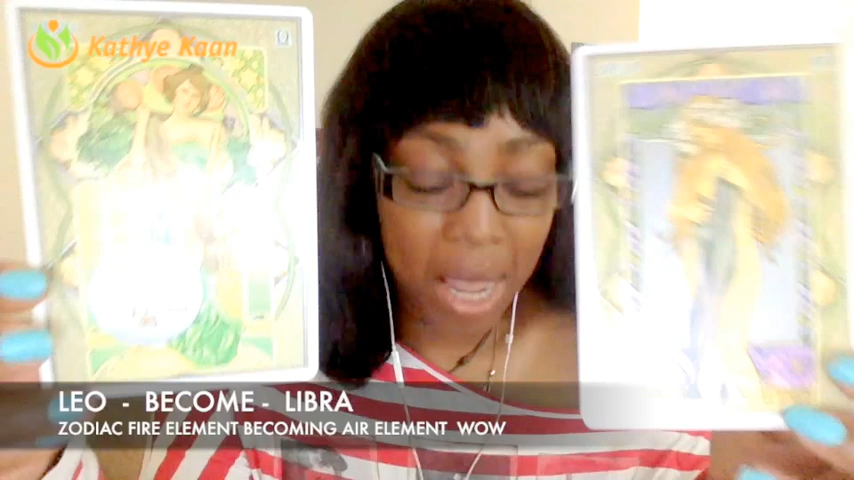 Kathye Kaan
Q
LEO - BECOME - LIBRA
ZODIAC FIRE ELEMENT BECOMING AIR ELEMENT WOW